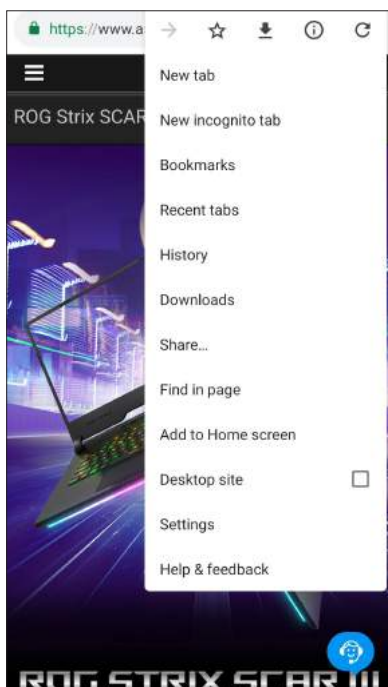 https://www.a
New tab
ROG Strix SCAR
New incognito tab
Bookmarks
Recent tabs
History
Downloads
Share...
Find in page
Add to Home screen
Desktop site
Settings
Help & feedback
ROG STRIX SCAR III